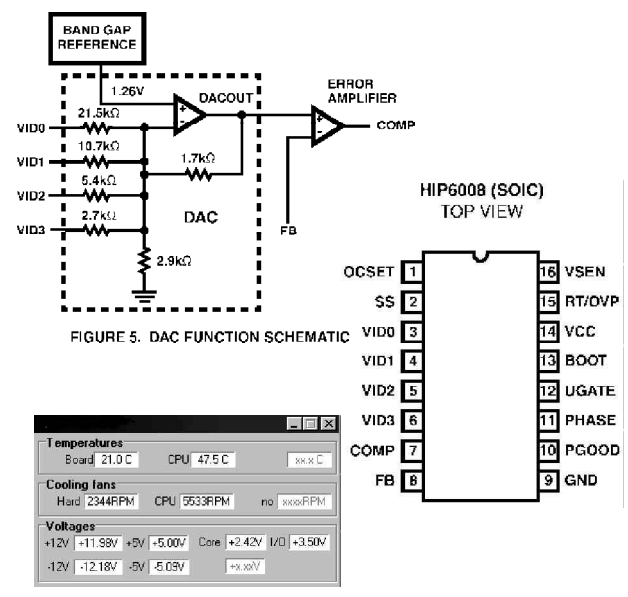 BAND GAP
REFERENCE
1.26V
DACOUT
ERROR
AMPLIFIER
+
-
+
-
COMP
21.5kΩ
VID0
10.7kΩ
VID1
1.7kΩ
5.4kΩ
VID2
2.7kΩ
VID3
DAC
FB
2.9kΩ
FIGURE 5. DAC FUNCTION SCHEMATIC
HIP6008 (SOIC)
TOP VIEW
OCSET 1 16 VSEN
SS 2 15 RT/OVP
VID0 3 14 VCC
VID1 4 13 BOOT
VID2 5 12 UGATE
VID3 6 11 PHASE
COMP 7 10 PGOOD
FB 8 9 GND
Temperatures
Board 21.0 C CPU 47.5 C xx.x C
Cooling fans
Hard 2344RPM CPU 5533RPM no xxxxRPM
Voltages
+12V +11.98V +5V +5.00V Core +2.42V I/O +3.50V
-12V -12.18V -5V -5.09V +x.xxV